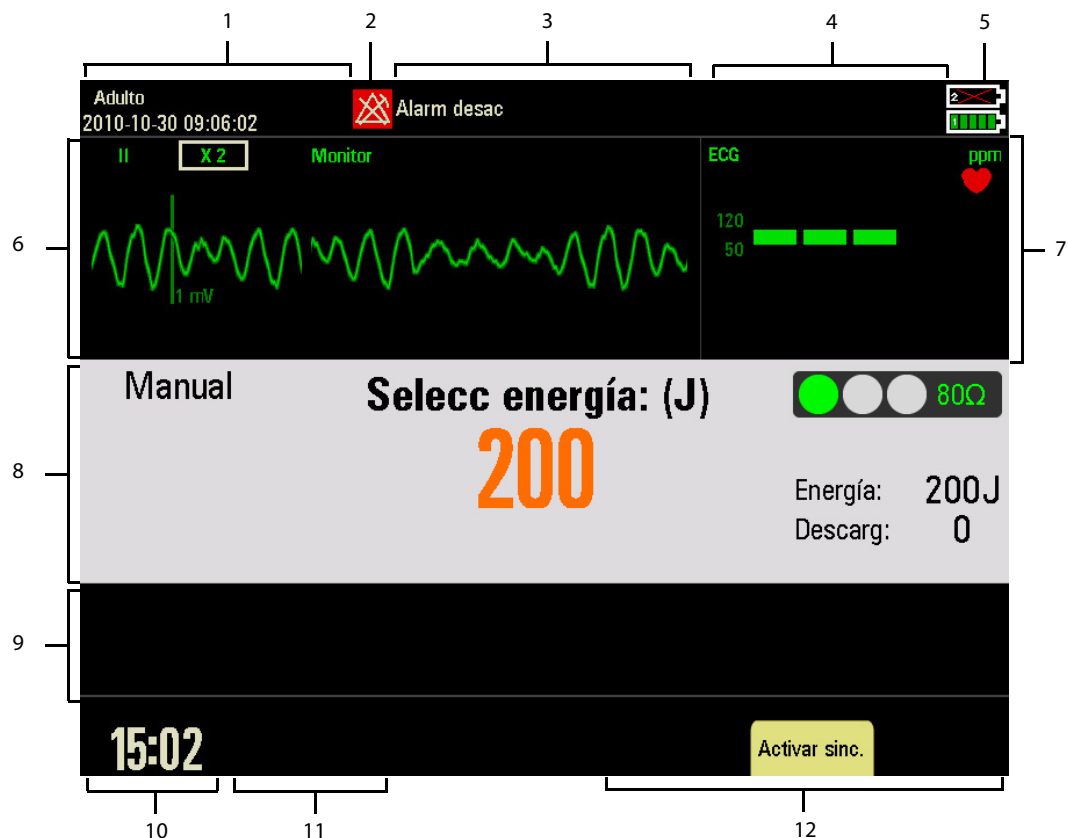 1 2 3 4 5
Adulto
2010-10-30 09:06:02
Alarm desac
2
1
II X 2 Monitor
ECG ppm
120
50
1 mV
6
7
Manual
Selecc energía: (J)
200
80Ω
Energía: 200J
Descarg: 0
8
9
15:02
Activar sinc.
10 11 12